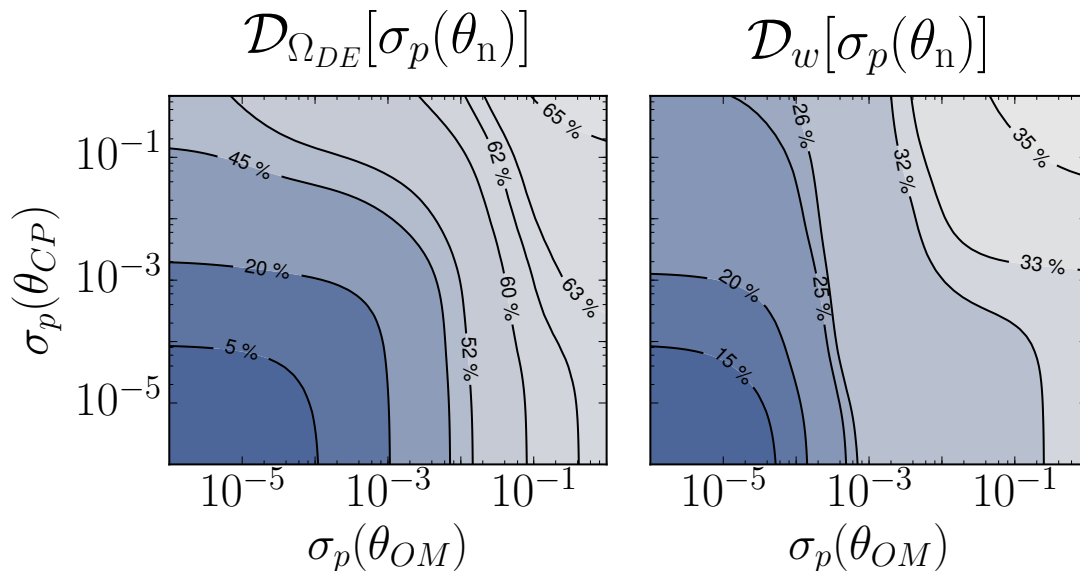 𝒟_{Ω_{DE}}[σ_p(θ_n)]
𝒟_w[σ_p(θ_n)]
σ_p(θ_{CP})
10^{-1}
10^{-3}
10^{-5}
65 %
62 %
45 %
20 %
60 %
63 %
52 %
5 %
26 %
35 %
32 %
33 %
20 %
25 %
15 %
10^{-5} 10^{-3} 10^{-1}
10^{-5} 10^{-3} 10^{-1}
σ_p(θ_{OM})
σ_p(θ_{OM})